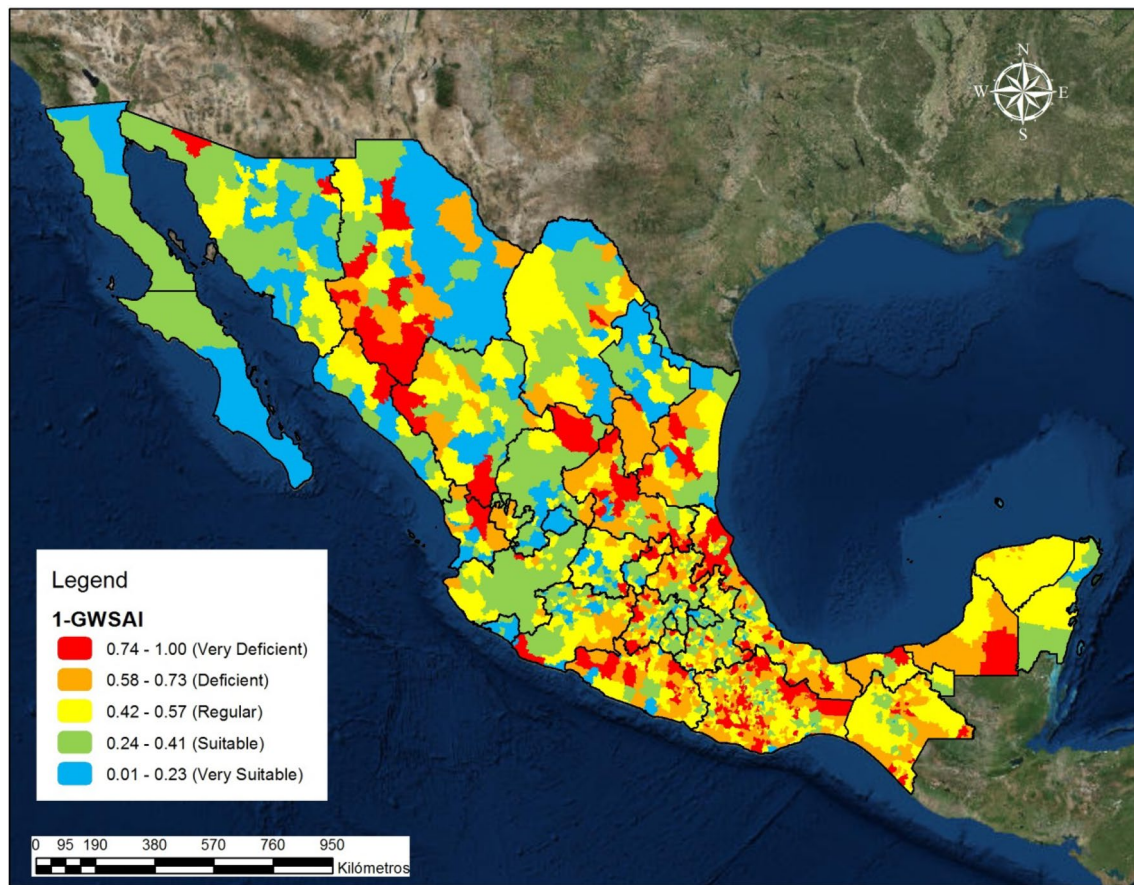 N
W E
S
Legend
1-GWSAI
0.74 - 1.00 (Very Deficient)
0.58 - 0.73 (Deficient)
0.42 - 0.57 (Regular)
0.24 - 0.41 (Suitable)
0.01 - 0.23 (Very Suitable)
0 95 190 380 570 760 950
Kilómetros